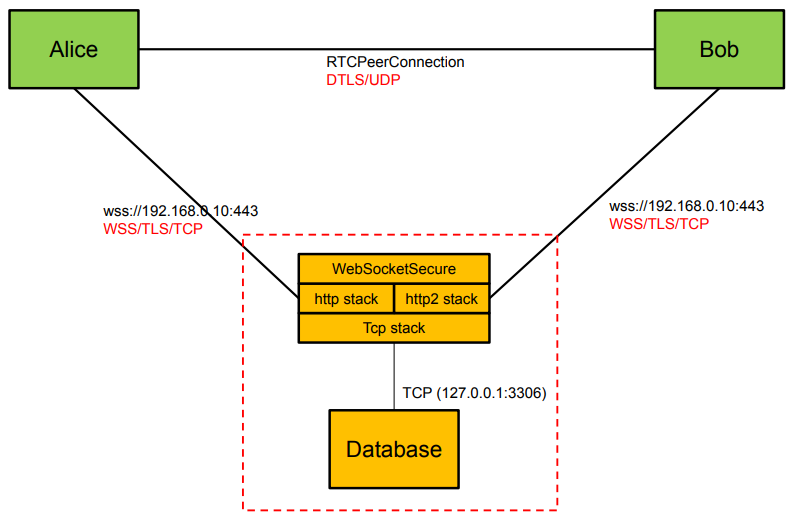 Alice
Bob
RTCPeerConnection
DTLS/UDP
wss://192.168.0.10:443
WSS/TLS/TCP
wss://192.168.0.10:443
WSS/TLS/TCP
WebSocketSecure
http stack
http2 stack
Tcp stack
TCP (127.0.0.1:3306)
Database